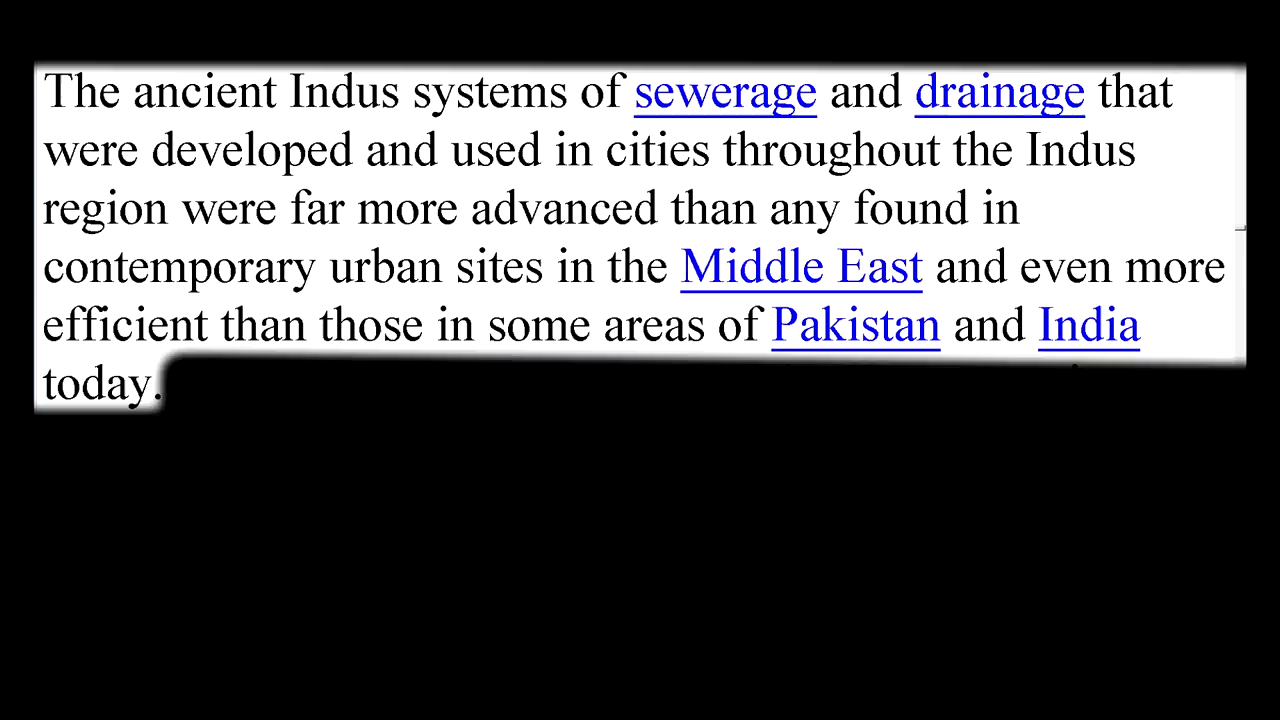 The ancient Indus systems of sewerage and drainage that
were developed and used in cities throughout the Indus
region were far more advanced than any found in
contemporary urban sites in the Middle East and even more
efficient than those in some areas of Pakistan and India
today.